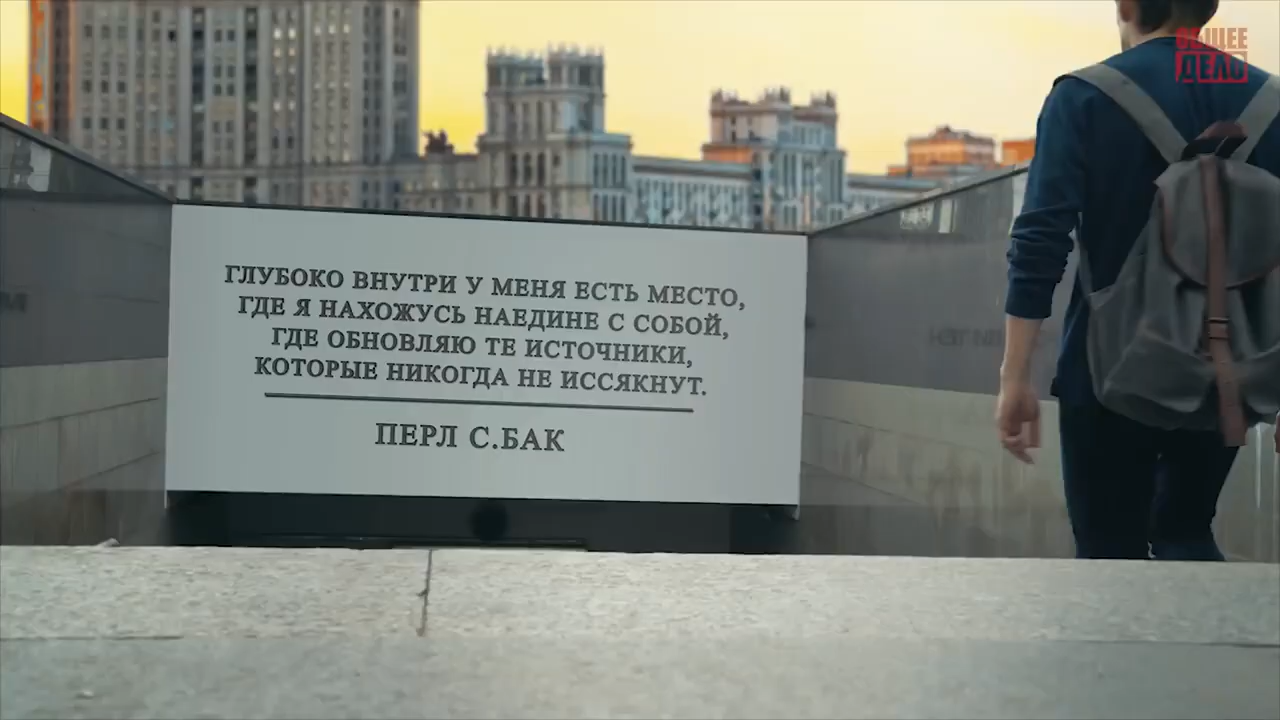 ОБЩЕЕ
ДЕЛО
ГЛУБОКО ВНУТРИ У МЕНЯ ЕСТЬ МЕСТО,
ГДЕ Я НАХОЖУСЬ НАЕДИНЕ С СОБОЙ,
ГДЕ ОБНОВЛЯЮ ТЕ ИСТОЧНИКИ,
КОТОРЫЕ НИКОГДА НЕ ИССЯКНУТ.
ПЕРЛ С.БАК